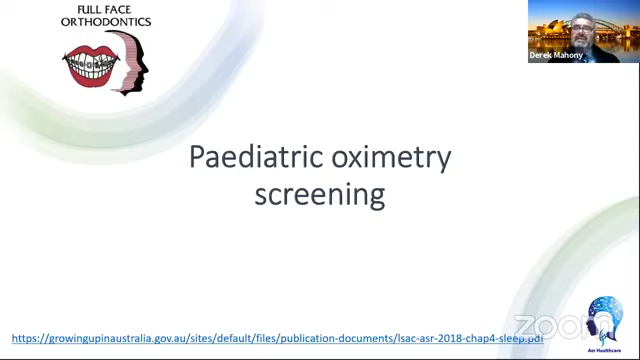 FULL FACE
ORTHODONTICS
Derek Mahony
Paediatric oximetry
screening
zoom
https://growingupinaustralia.gov.au/sites/default/files/publication-documents/lsac-asr-2018-chap4-sleep.pdf
Aer Healthcare